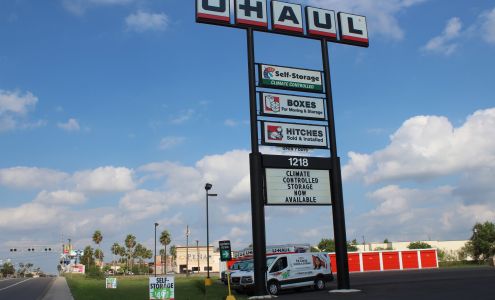 U-HAUL
Self-Storage
CLIMATE CONTROLLED
BOXES
For Moving & Storage
HITCHES
Sold & Installed
1218
CLIMATE
CONTROLLED
STORAGE
NOW
AVAILABLE
U-HAUL
SELF-
STORAGE